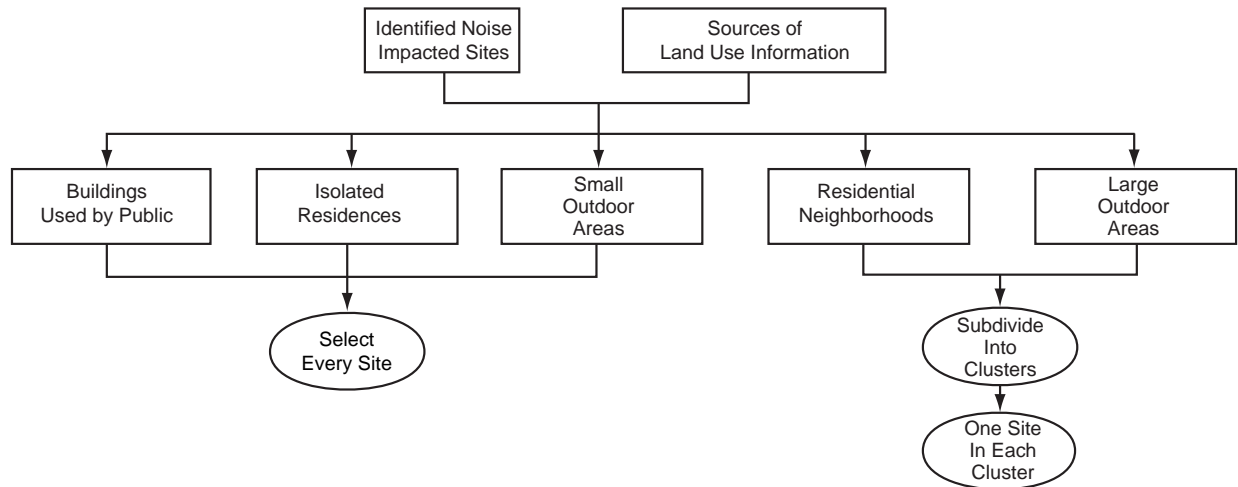 Identified Noise
Impacted Sites
Sources of
Land Use Information
Buildings
Used by Public
Isolated
Residences
Small
Outdoor
Areas
Residential
Neighborhoods
Large
Outdoor
Areas
Select
Every Site
Subdivide
Into
Clusters
One Site
In Each
Cluster